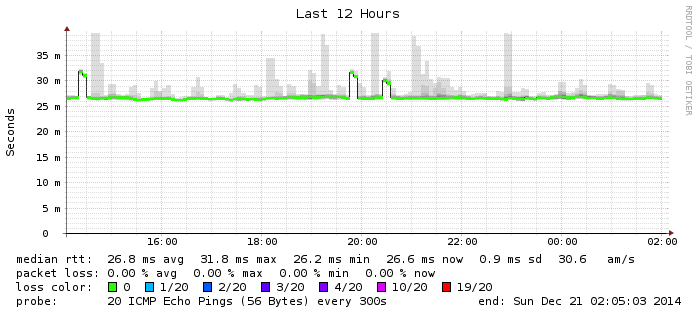 Last 12 Hours
RRDTOOL / TOBI OETIKER
Seconds
35 m
30 m
25 m
20 m
15 m
10 m
5 m
0
16:00 18:00 20:00 22:00 00:00 02:00
median rtt: 26.8 ms avg 31.8 ms max 26.2 ms min 26.6 ms now 0.9 ms sd 30.6 am/s
packet loss: 0.00 % avg 0.00 % max 0.00 % min 0.00 % now
loss color: 0 1/20 2/20 3/20 4/20 10/20 19/20
probe: 20 ICMP Echo Pings (56 Bytes) every 300s end: Sun Dec 21 02:05:03 2014